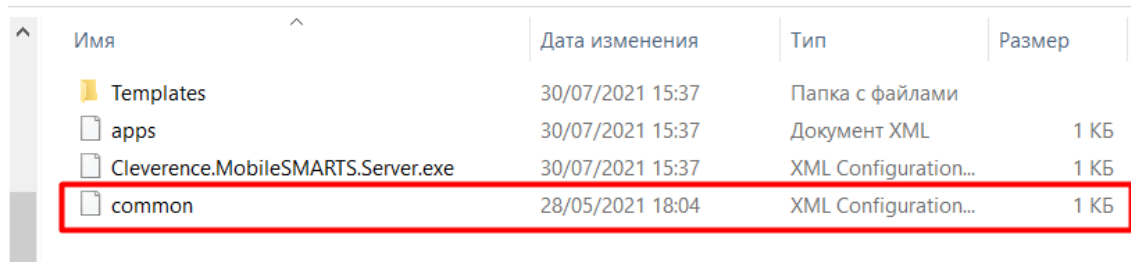 Имя Дата изменения Тип Размер
Templates 30/07/2021 15:37 Папка с файлами
apps 30/07/2021 15:37 Документ XML 1 КБ
Cleverence.MobileSMARTS.Server.exe 30/07/2021 15:37 XML Configuration... 1 КБ
common 28/05/2021 18:04 XML Configuration... 1 КБ